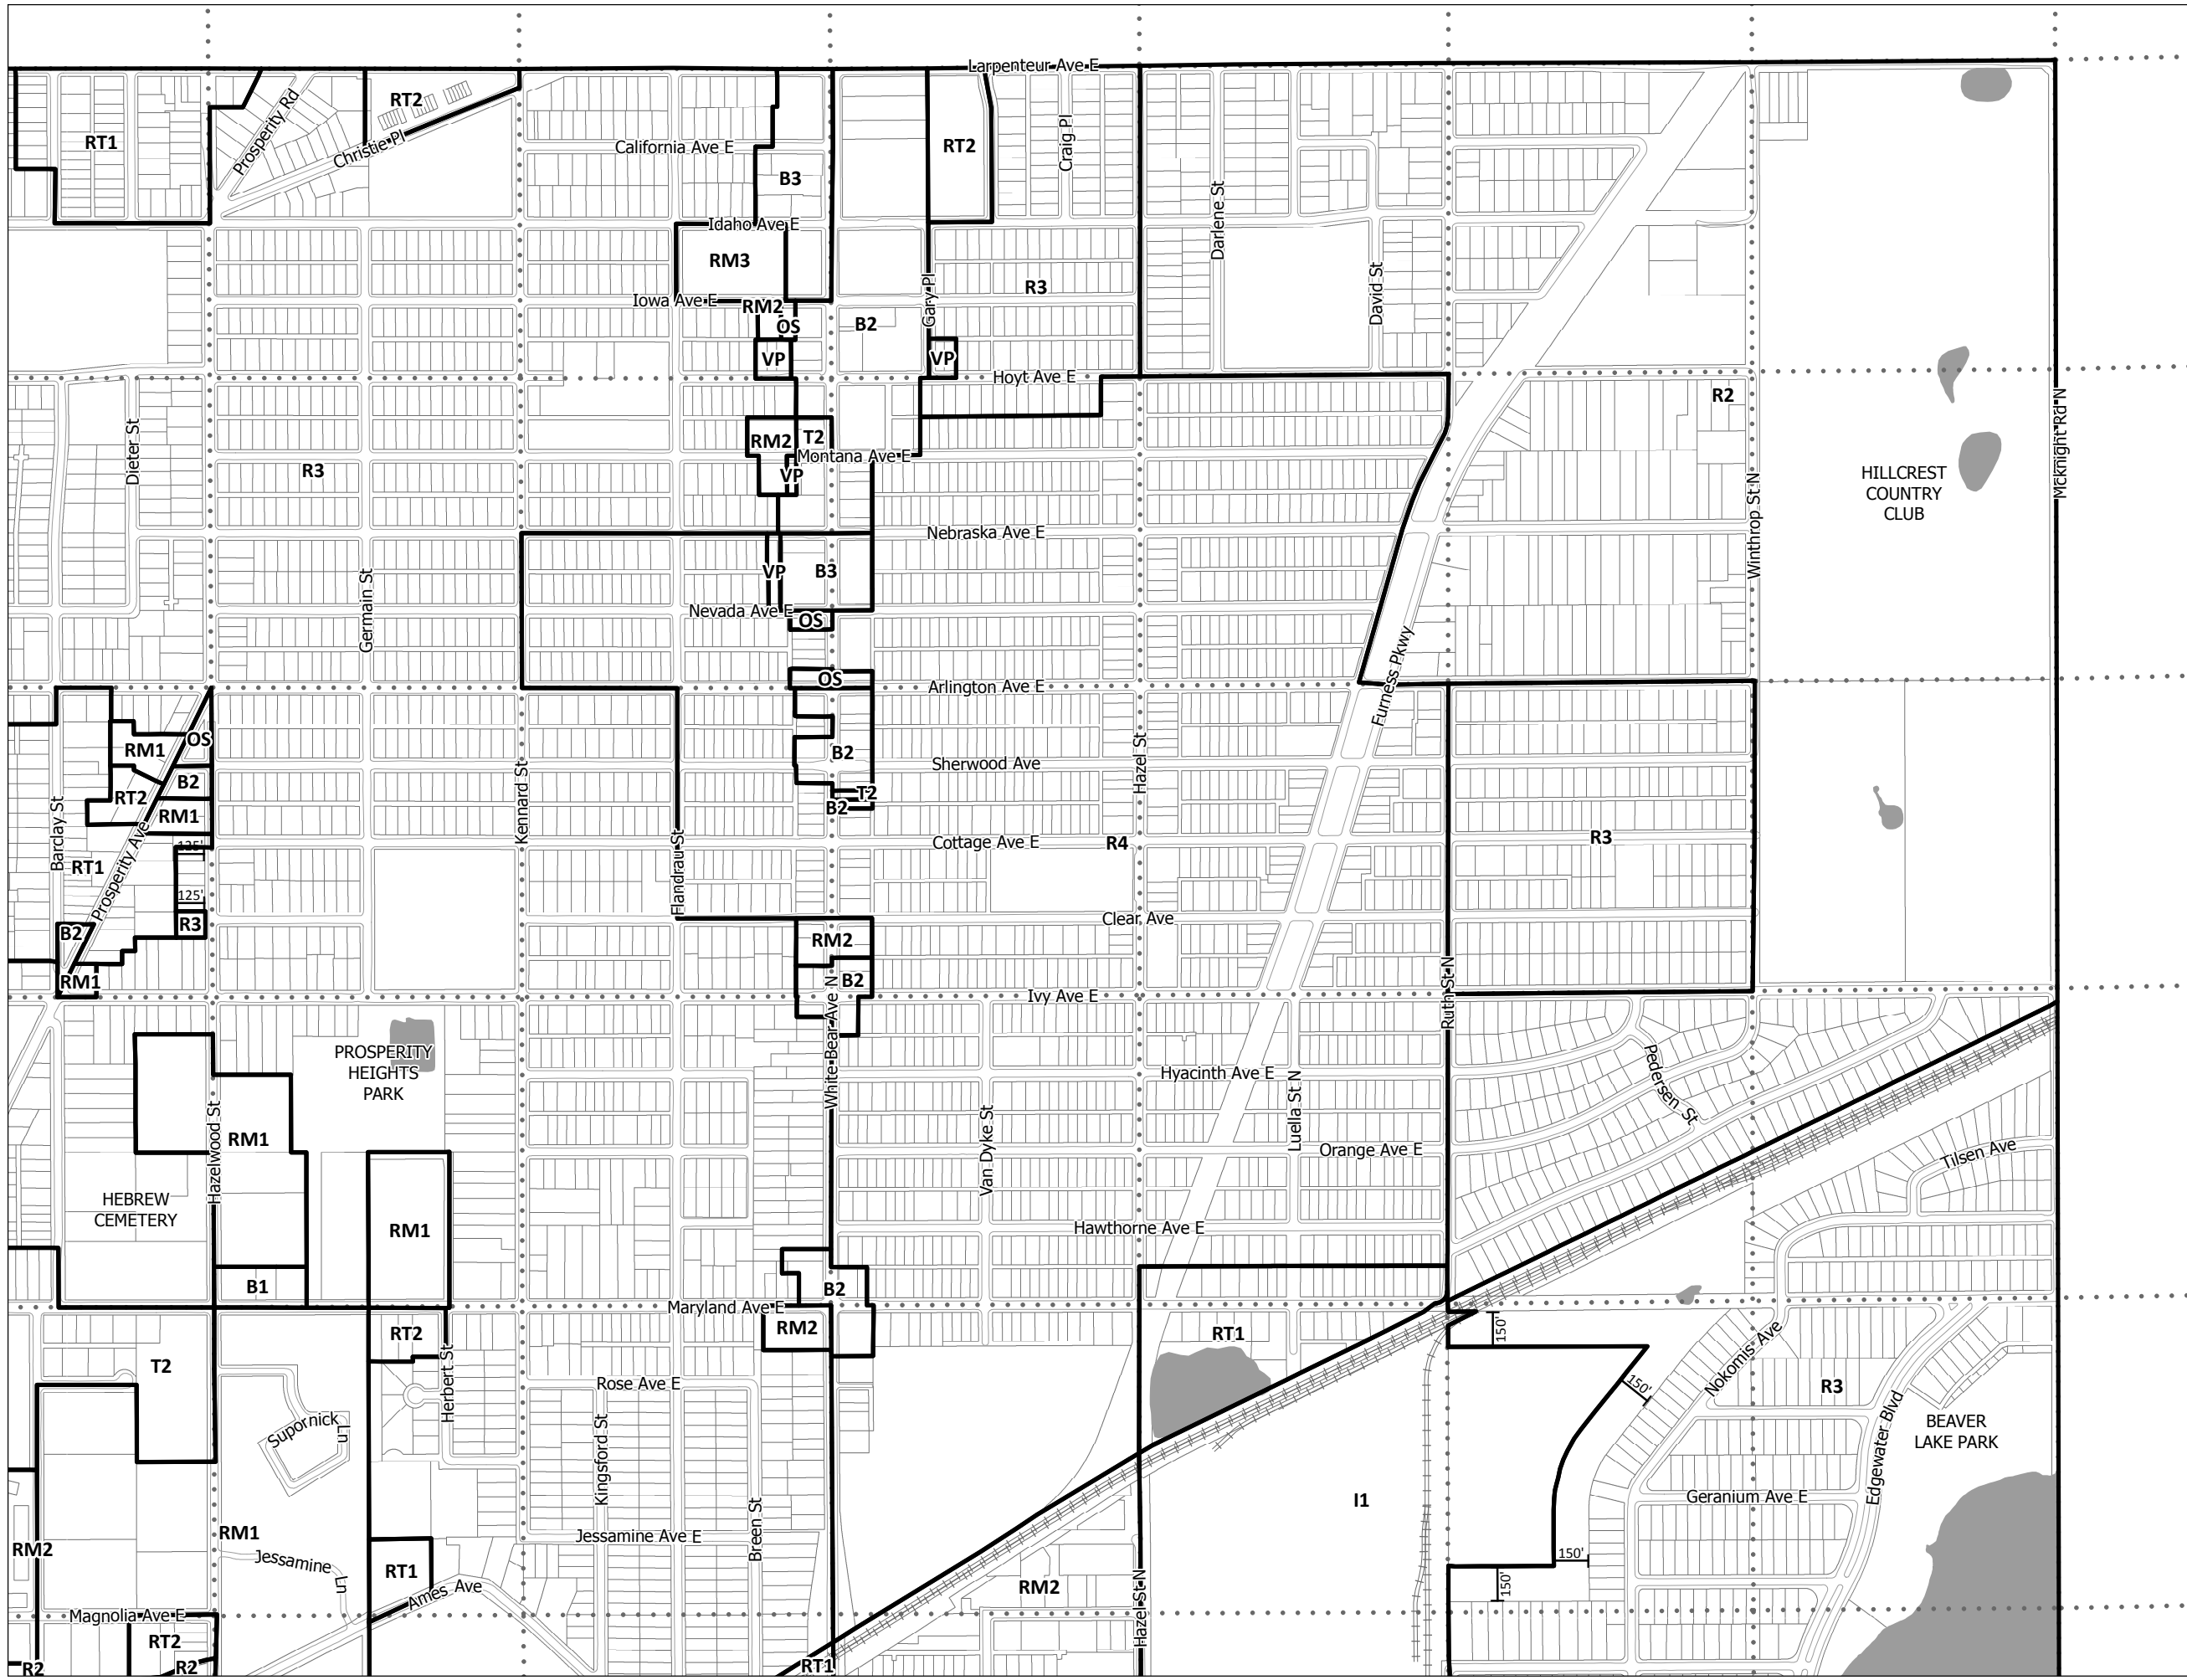 Larpenteur Ave E
RT2
RT1
Prosperity Rd
Christie Pl
California Ave E
RT2
Craig Pl
B3
Darlene St
Idaho Ave E
RM3
David St
Gary Pl
R3
Iowa Ave E
RM2
OS
B2
VP
VP
Hoyt Ave E
R2
Mcknight Rd N
Dieter St
RM2
T2
Montana Ave E
R3
VP
HILLCREST
COUNTRY
CLUB
Winthrop St N
Nebraska Ave E
VP
B3
Germain St
Nevada Ave E
OS
Furness Pkwy
OS
Arlington Ave E
OS
RM1
B2
Hazel St
Sherwood Ave
B2
RT2
T2
Kennard St
B2
RM1
Barclay St
R3
Cottage Ave E
R4
125'
RT1
Prosperity Ave
Flandrau St
125'
Clear Ave
R3
B2
RM2
RM1
B2
Ruth St N
Ivy Ave E
White Bear Ave N
PROSPERITY
HEIGHTS
PARK
Hyacinth Ave E
Pedersen St
Luella St N
RM1
Hazelwood St
Van Dyke St
Orange Ave E
Tilsen Ave
HEBREW
CEMETERY
RM1
Hawthorne Ave E
B1
B2
Maryland Ave E
RM2
RT2
RT1
150'
T2
Herbert St
Rose Ave E
Nokomis Ave
150'
R3
Supornick
Ln
Kingsford St
Edgewater Blvd
BEAVER
LAKE PARK
I1
Geranium Ave E
RM1
Jessamine Ave E
Breen St
RM2
Jessamine
Ln
150'
RT1
RM2
150'
Ames Ave
Magnolia Ave E
Hazel St N
RT2
R2
R2
RT1